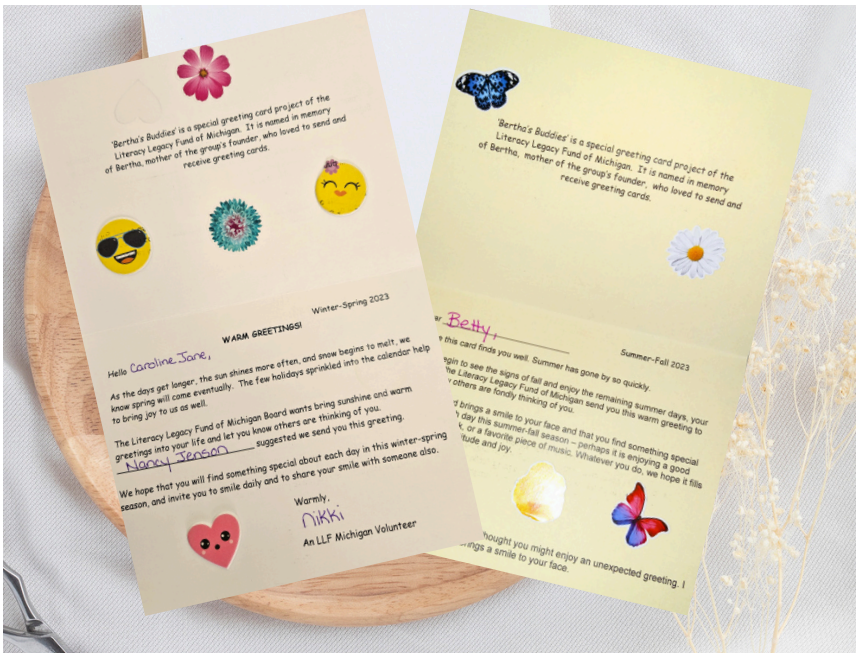 'Bertha's Buddies' is a special greeting card project of the
Literacy Legacy Fund of Michigan. It is named in memory
of Bertha, mother of the group's founder, who loved to send and
receive greeting cards.
Winter-Spring 2023
WARM GREETINGS!
Hello Caroline Jane,
As the days get longer, the sun shines more often, and snow begins to melt, we
know spring will come eventually. The few holidays sprinkled into the calendar help
to bring joy to us as well.
The Literacy Legacy Fund of Michigan Board wants bring sunshine and warm
greetings into your life and let you know others are thinking of you.
Nancy Jenson suggested we send you this greeting.
We hope that you will find something special about each day in this winter-spring
season, and invite you to smile daily and to share your smile with someone also.
Warmly,
Nikki
An LLF Michigan Volunteer
'Bertha's Buddies' is a special greeting card project of the
Literacy Legacy Fund of Michigan. It is named in memory
of Bertha, mother of the group's founder, who loved to send and
receive greeting cards.
Betty,
Summer-Fall 2023
this card finds you well. Summer has gone by so quickly.
to see the signs of fall and enjoy the remaining summer days, your
The Literacy Legacy Fund of Michigan send you this warm greeting to
others are fondly thinking of you.
brings a smile to your face and that you find something special
day this summer-fall season – perhaps it is enjoying a good
or a favorite piece of music. Whatever you do, we hope it fills
and joy.
thought you might enjoy an unexpected greeting. I
a smile to your face.